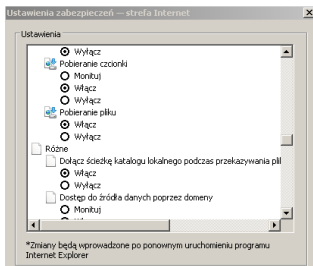 Ustawienia zabezpieczeń — strefa Internet
Ustawienia
Wyłącz
Pobieranie czcionki
Monituj
Włącz
Wyłącz
Pobieranie pliku
Włącz
Wyłącz
Różne
Dołącz ścieżkę katalogu lokalnego podczas przekazywania pli
Włącz
Wyłącz
Dostęp do źródła danych poprzez domeny
Monituj
*Zmiany będą wprowadzone po ponownym uruchomieniu programu
Internet Explorer